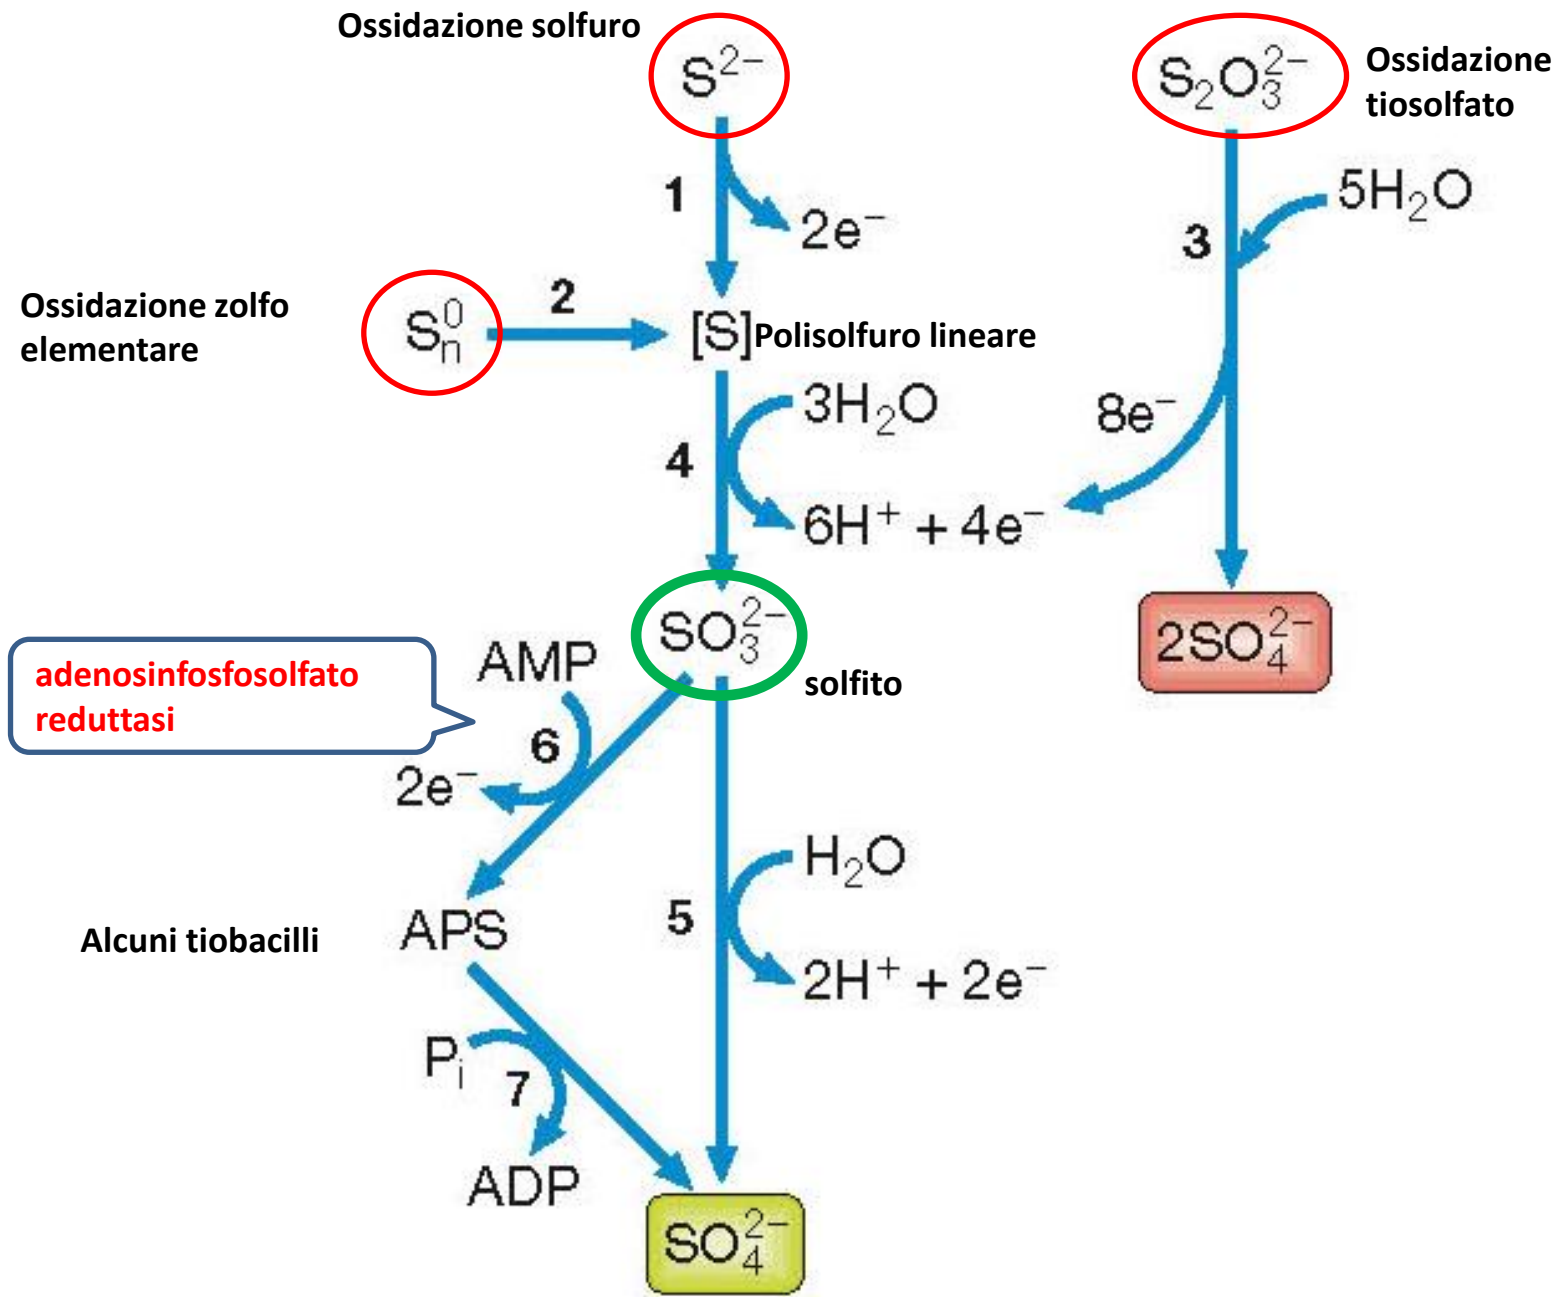 Ossidazione solfuro
S²⁻
S₂O₃²⁻
Ossidazione
tiosolfato
1
2e⁻
5H₂O
3
Ossidazione zolfo
elementare
Sₙ⁰
2
[S] Polisolfuro lineare
3H₂O
8e⁻
4
6H⁺ + 4e⁻
SO₃²⁻
2SO₄²⁻
adenosinfosfosolfato
reduttasi
AMP
solfito
6
2e⁻
H₂O
Alcuni tiobacilli
APS
5
2H⁺ + 2e⁻
Pᵢ
7
ADP
SO₄²⁻